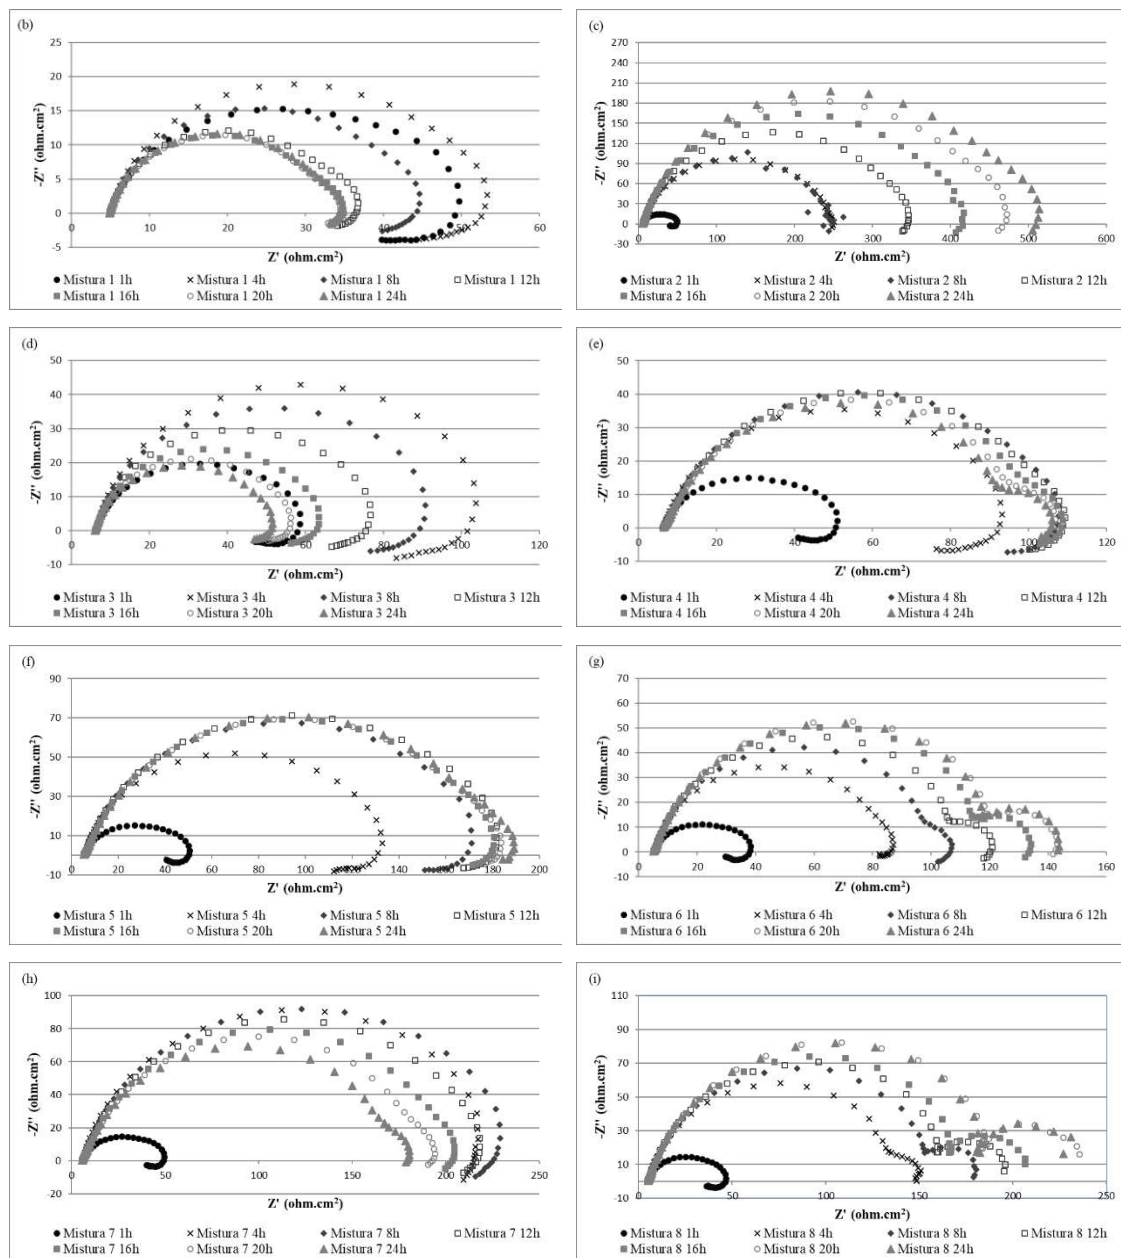 (b)
25
20
15
10
5
0
-5
0
10
20
30
40
50
60
-Z'' (ohm.cm²)
Z' (ohm.cm²)
Mistura 1 1h
Mistura 1 4h
Mistura 1 8h
Mistura 1 12h
Mistura 1 16h
Mistura 1 20h
Mistura 1 24h
(c)
270
240
210
180
150
120
90
60
30
0
-30
0
100
200
300
400
500
600
-Z'' (ohm.cm²)
Z' (ohm.cm²)
Mistura 2 1h
Mistura 2 4h
Mistura 2 8h
Mistura 2 12h
Mistura 2 16h
Mistura 2 20h
Mistura 2 24h
(d)
50
40
30
20
10
0
-10
0
20
40
60
80
100
120
-Z'' (ohm.cm²)
Z' (ohm.cm²)
Mistura 3 1h
Mistura 3 4h
Mistura 3 8h
Mistura 3 12h
Mistura 3 16h
Mistura 3 20h
Mistura 3 24h
(e)
50
40
30
20
10
0
-10
0
20
40
60
80
100
120
-Z'' (ohm.cm²)
Z' (ohm.cm²)
Mistura 4 1h
Mistura 4 4h
Mistura 4 8h
Mistura 4 12h
Mistura 4 16h
Mistura 4 20h
Mistura 4 24h
(f)
90
70
50
30
10
-10
0
20
40
60
80
100
120
140
160
180
200
-Z'' (ohm.cm²)
Z' (ohm.cm²)
Mistura 5 1h
Mistura 5 4h
Mistura 5 8h
Mistura 5 12h
Mistura 5 16h
Mistura 5 20h
Mistura 5 24h
(g)
70
60
50
40
30
20
10
0
-10
0
20
40
60
80
100
120
140
160
-Z'' (ohm.cm²)
Z' (ohm.cm²)
Mistura 6 1h
Mistura 6 4h
Mistura 6 8h
Mistura 6 12h
Mistura 6 16h
Mistura 6 20h
Mistura 6 24h
(h)
100
80
60
40
20
0
-20
0
50
100
150
200
250
-Z'' (ohm.cm²)
Z' (ohm.cm²)
Mistura 7 1h
Mistura 7 4h
Mistura 7 8h
Mistura 7 12h
Mistura 7 16h
Mistura 7 20h
Mistura 7 24h
(i)
110
90
70
50
30
10
-10
0
50
100
150
200
250
-Z'' (ohm.cm²)
Z' (ohm.cm²)
Mistura 8 1h
Mistura 8 4h
Mistura 8 8h
Mistura 8 12h
Mistura 8 16h
Mistura 8 20h
Mistura 8 24h